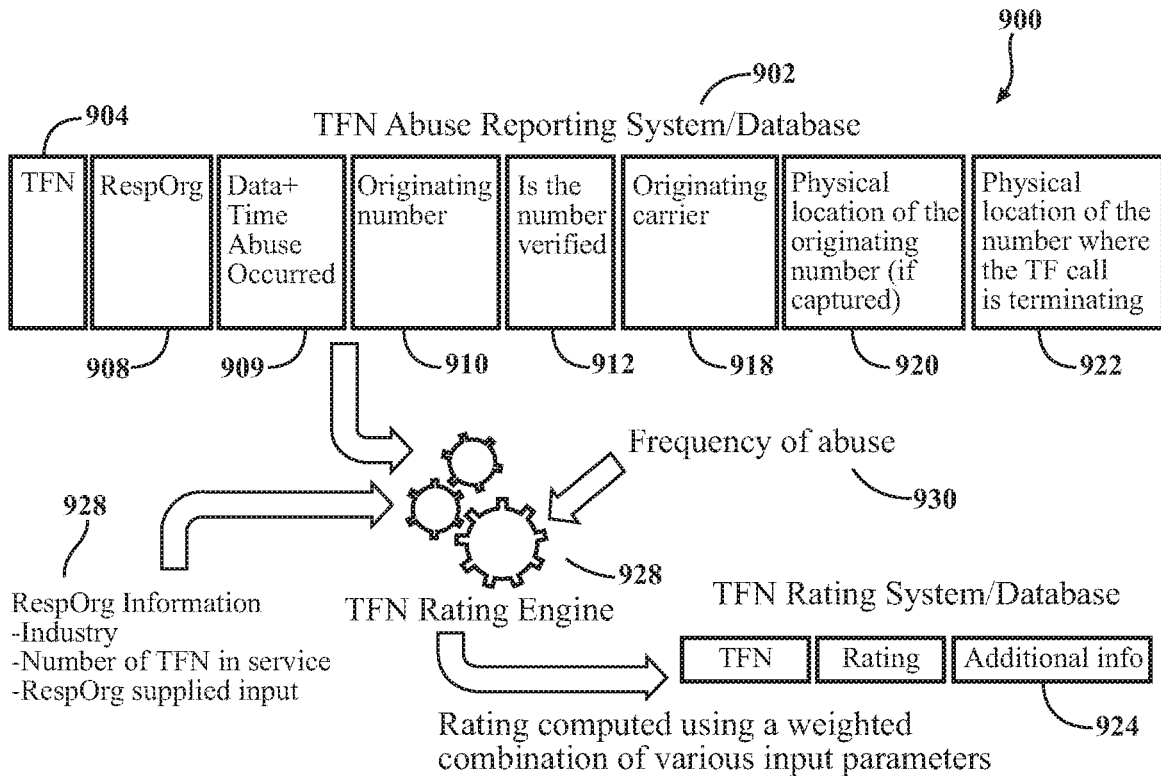 900
902
904
TFN Abuse Reporting System/Database
TFN
RespOrg
Data+
Time
Abuse
Occurred
Originating
number
Is the
number
verified
Originating
carrier
Physical
location of the
originating
number (if
captured)
Physical
location of the
number where
the TF call
is terminating
908
909
910
912
918
920
922
Frequency of abuse
930
928
RespOrg Information
-Industry
-Number of TFN in service
-RespOrg supplied input
928
TFN Rating Engine
TFN Rating System/Database
TFN
Rating
Additional info
924
Rating computed using a weighted
combination of various input parameters